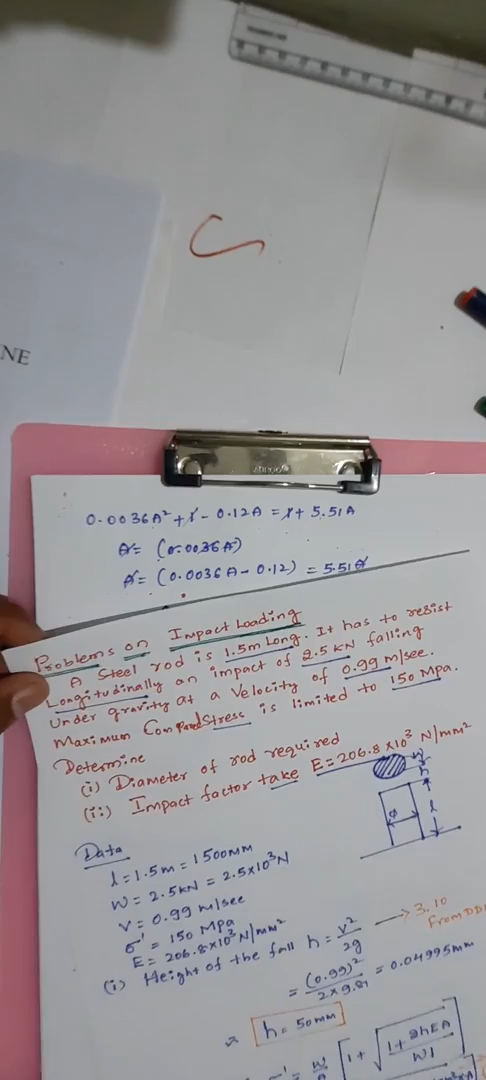 NE
0.0036A² + 1 - 0.12A = 1 + 5.51A
A = (0.0036A)
A = (0.0036A - 0.12) = 5.51A
Problems on Impact Loading
A Steel rod is 1.5m Long. It has to resist
Longitudinally an impact of 2.5 kN falling
under gravity at a Velocity of 0.99 m/sec.
Maximum Stress is limited to 150 Mpa.
Determine
(i) Diameter of rod required
(ii) Impact factor take E = 206.8 x 10³ N/mm²
W
h
l
φ
Data
l = 1.5m = 1500mm
W = 2.5kN = 2.5x10³N
V = 0.99 m/sec
σ' = 150 Mpa
E = 206.8x10³ N/mm²
(i) Height of the fall h = V²/2g → 3.10
From DD
= (0.99)²/2x9.81 = 0.04995mm
∴ h = 50mm
σ' = W/A [1 + √1+2hEA/Wl]